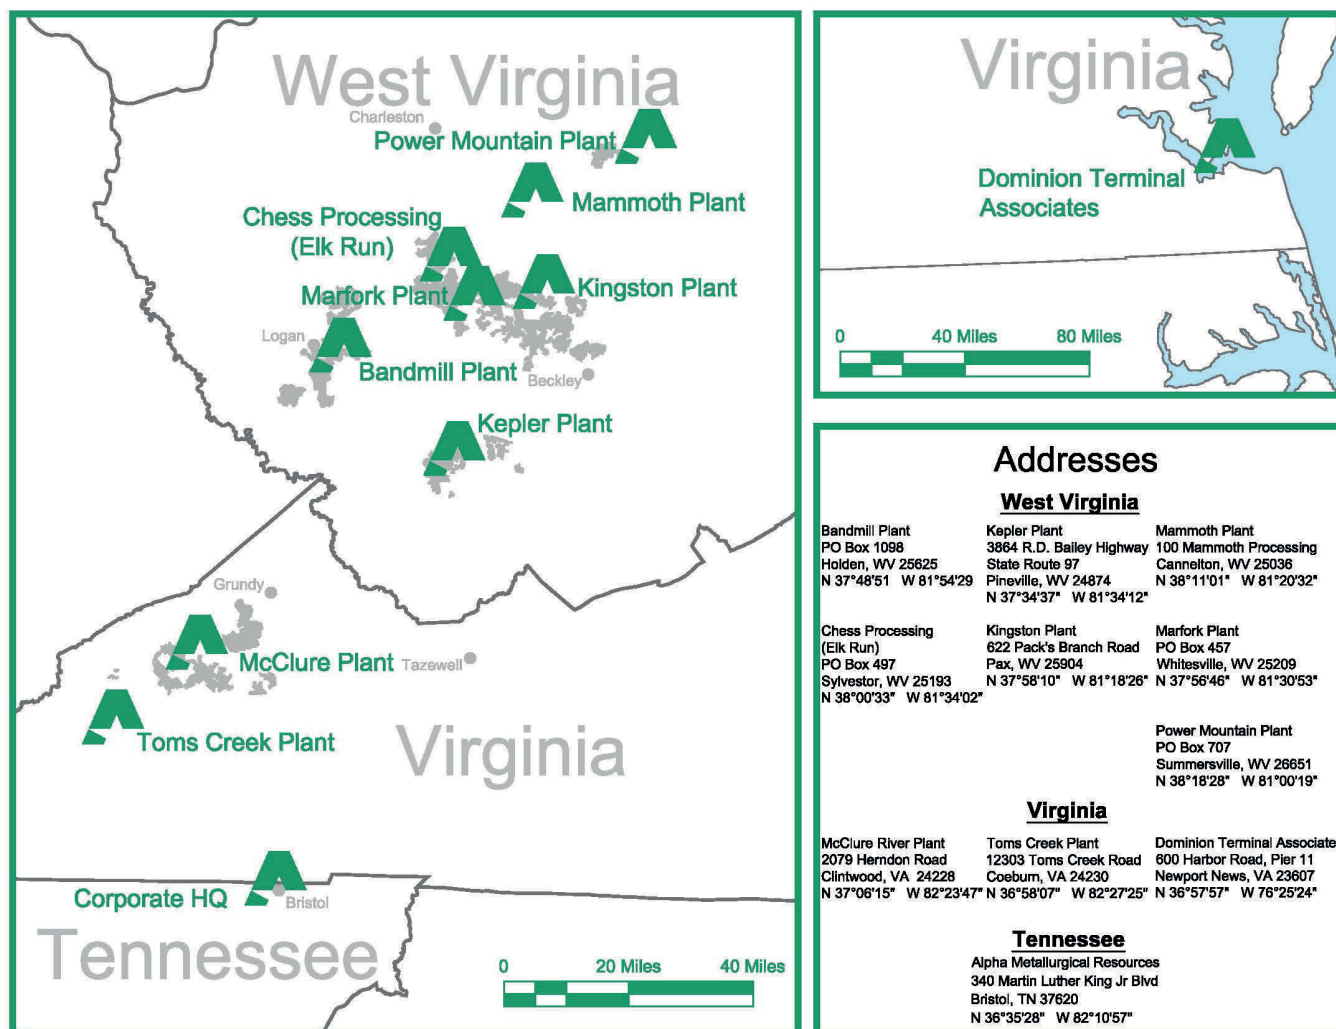 West Virginia
Charleston
Power Mountain Plant
Mammoth Plant
Chess Processing
(Elk Run)
Marfork Plant
Kingston Plant
Logan
Bandmill Plant
Beckley
Kepler Plant
Grundy
McClure Plant
Tazewell
Toms Creek Plant
Virginia
Corporate HQ
Bristol
Tennessee
0 20 Miles 40 Miles
Virginia
Dominion Terminal
Associates
0 40 Miles 80 Miles
Addresses
West Virginia
Bandmill Plant
PO Box 1098
Holden, WV 25625
N 37°48'51 W 81°54'29
Kepler Plant
3864 R.D. Bailey Highway
State Route 97
Pineville, WV 24874
N 37°34'37" W 81°34'12"
Mammoth Plant
100 Mammoth Processing
Cannelton, WV 25036
N 38°11'01" W 81°20'32"
Chess Processing
(Elk Run)
PO Box 497
Sylvestor, WV 25193
N 38°00'33" W 81°34'02"
Kingston Plant
622 Pack's Branch Road
Pax, WV 25904
N 37°58'10" W 81°18'26"
Marfork Plant
PO Box 457
Whitesville, WV 25209
N 37°56'46" W 81°30'53"
Power Mountain Plant
PO Box 707
Summersville, WV 26651
N 38°18'28" W 81°00'19"
Virginia
McClure River Plant
2079 Herndon Road
Clintwood, VA 24228
N 37°06'15" W 82°23'47"
Toms Creek Plant
12303 Toms Creek Road
Coeburn, VA 24230
N 36°58'07" W 82°27'25"
Dominion Terminal Associate
600 Harbor Road, Pier 11
Newport News, VA 23607
N 36°57'57" W 76°25'24"
Tennessee
Alpha Metallurgical Resources
340 Martin Luther King Jr Blvd
Bristol, TN 37620
N 36°35'28" W 82°10'57"